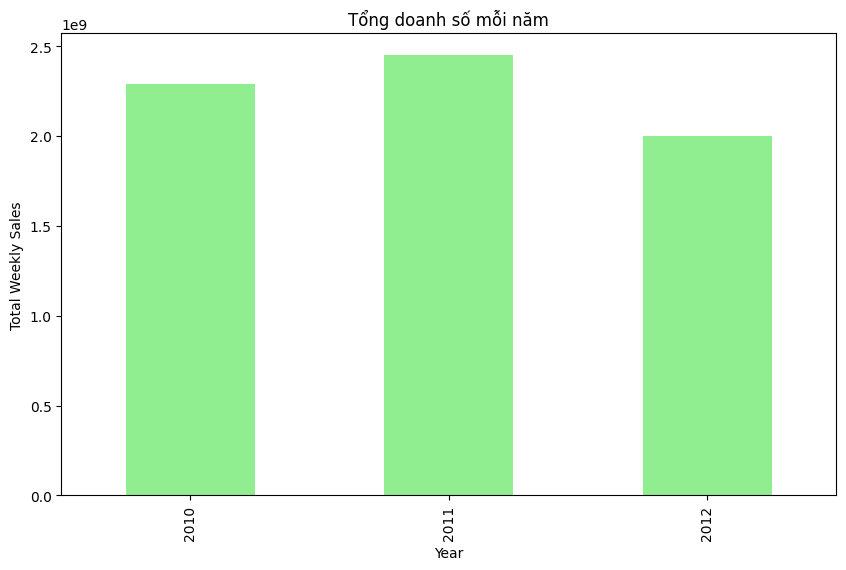 Tổng doanh số mỗi năm
1e9
2.5
2.0
1.5
1.0
0.5
0.0
Total Weekly Sales
2010
2011
2012
Year